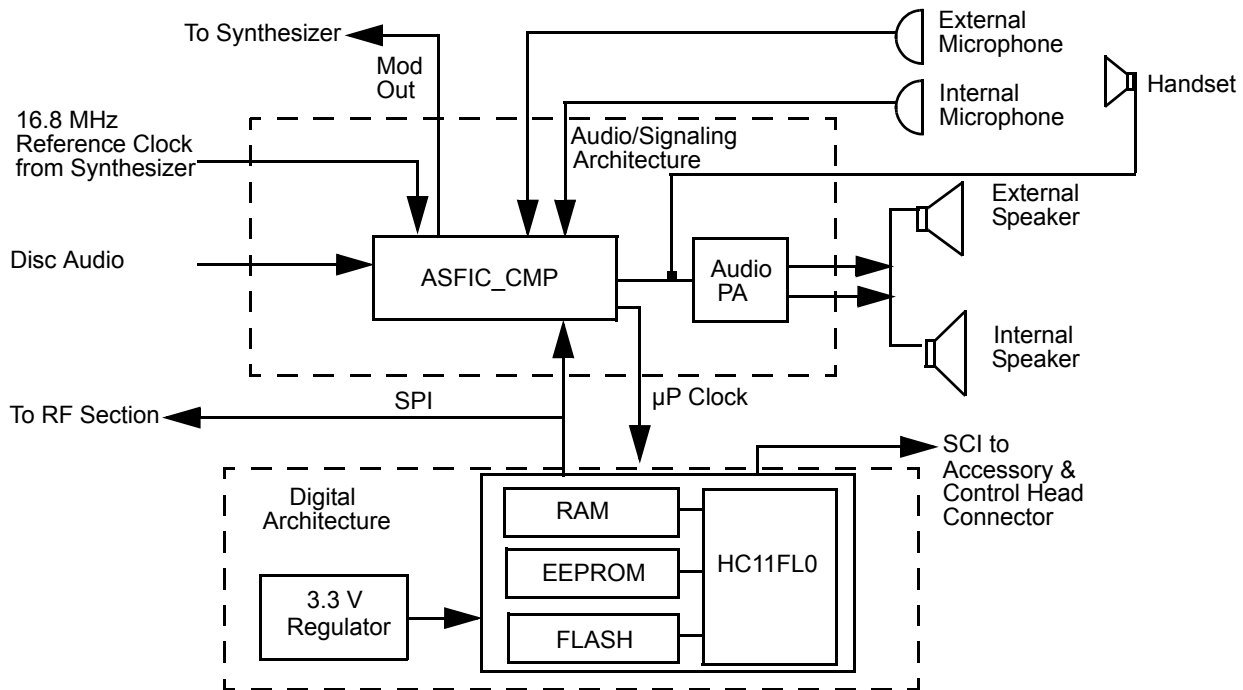 To Synthesizer
Mod
Out
External
Microphone
Internal
Microphone
Handset
16.8 MHz
Reference Clock
from Synthesizer
Audio/Signaling
Architecture
External
Speaker
Disc Audio
ASFIC_CMP
Audio
PA
Internal
Speaker
To RF Section
SPI
µP Clock
SCI to
Accessory &
Control Head
Connector
Digital
Architecture
RAM
EEPROM
FLASH
HC11FL0
3.3 V
Regulator